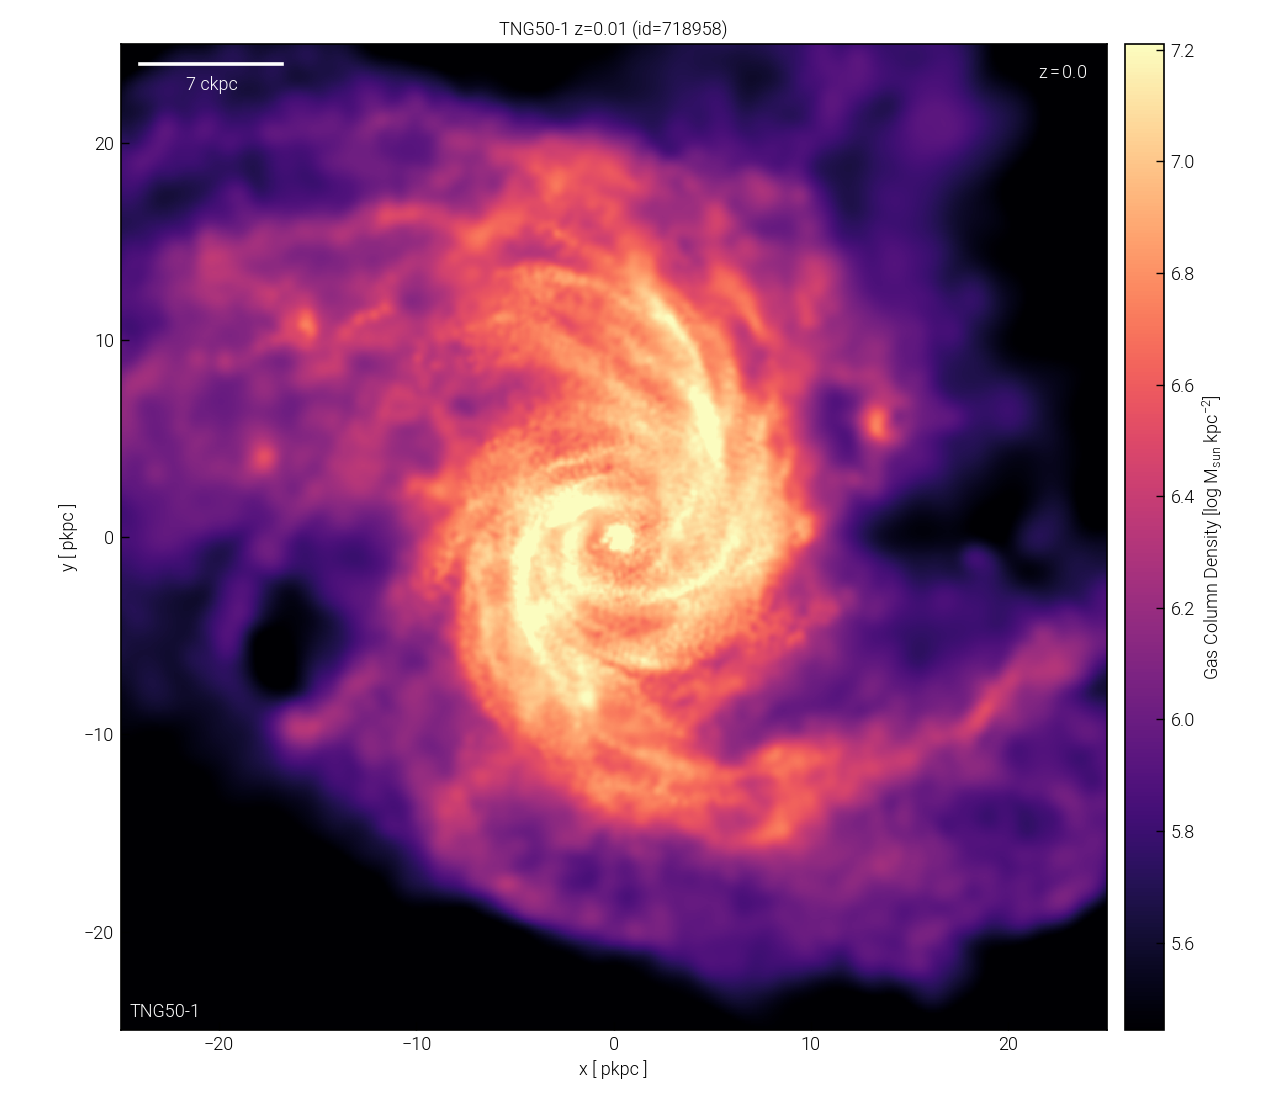 TNG50-1 z=0.01 (id=718958)
7 ckpc
z=0.0
TNG50-1
20
10
0
−10
−20
y [ pkpc ]
−20
−10
0
10
20
x [ pkpc ]
7.2
7.0
6.8
6.6
6.4
6.2
6.0
5.8
5.6
Gas Column Density [log M_sun kpc⁻²]